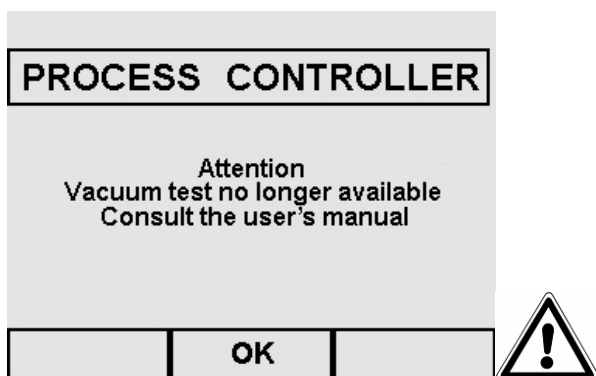 PROCESS CONTROLLER
Attention
Vacuum test no longer available
Consult the user's manual
OK